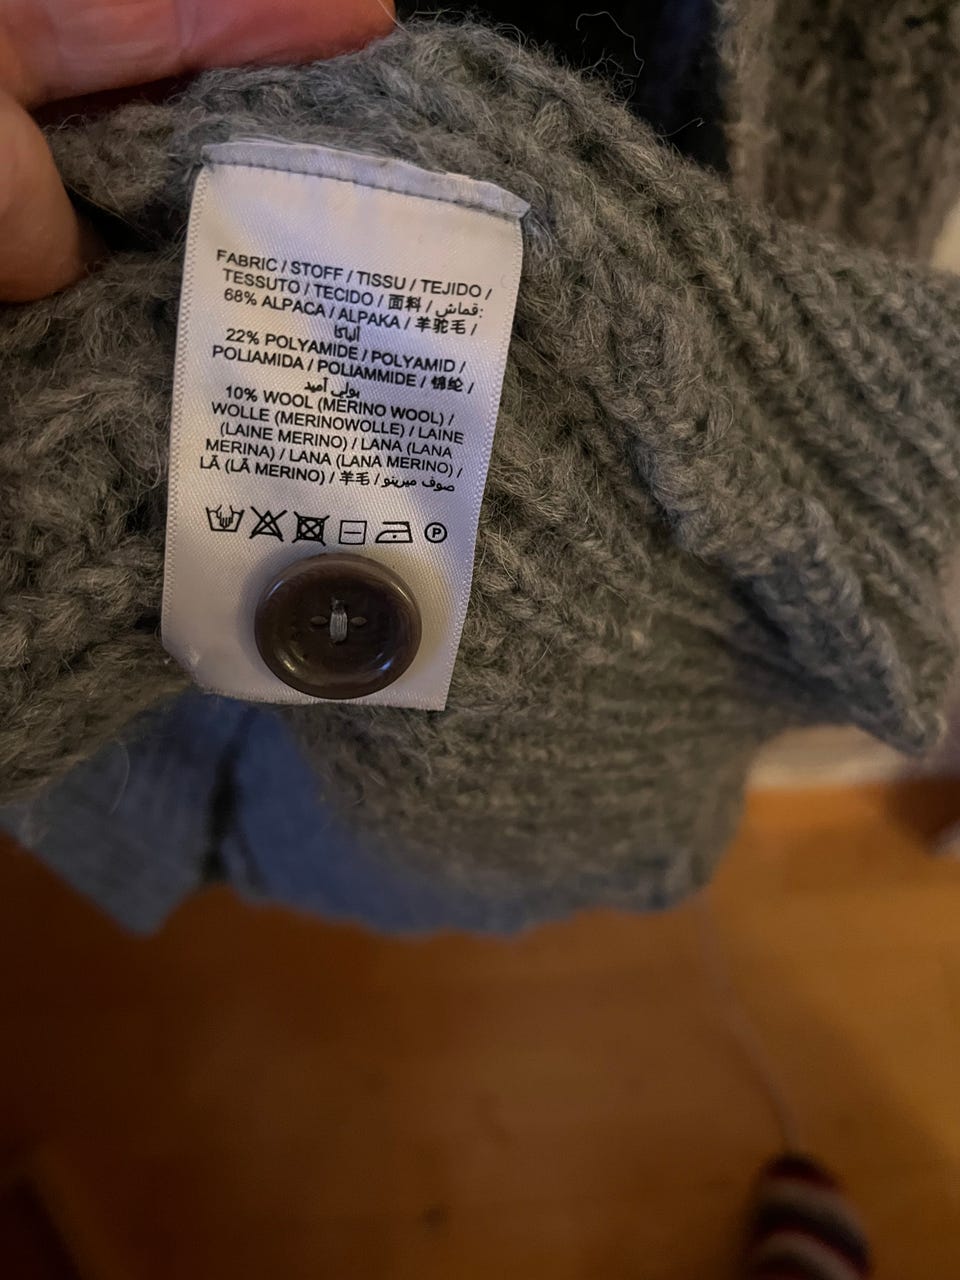 FABRIC / STOFF / TISSU / TEJIDO /
TESSUTO / TECIDO / 面料 / قماش:
68% ALPACA / ALPAKA / 羊驼毛 /
ألباكا
22% POLYAMIDE / POLYAMID /
POLIAMIDA / POLIAMMIDE / 锦纶 /
بولي أميد
10% WOOL (MERINO WOOL) /
WOLLE (MERINOWOLLE) / LAINE
(LAINE MERINO) / LANA (LANA
MERINA) / LANA (LANA MERINO) /
LÃ (LÃ MERINO) / 羊毛 / صوف ميرينو
P